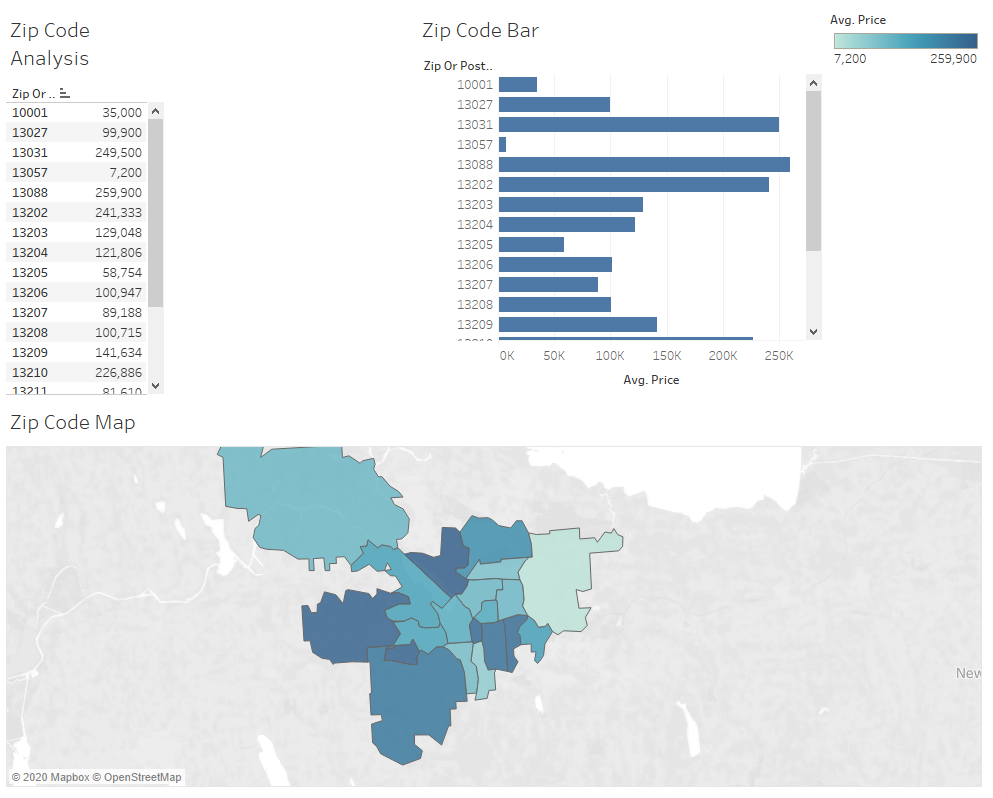 Zip Code
Analysis
Zip Or ..
10001 35,000
13027 99,900
13031 249,500
13057 7,200
13088 259,900
13202 241,333
13203 129,048
13204 121,806
13205 58,754
13206 100,947
13207 89,188
13208 100,715
13209 141,634
13210 226,886
13211 81,610
Zip Code Bar
Zip Or Post..
10001
13027
13031
13057
13088
13202
13203
13204
13205
13206
13207
13208
13209
13210
0K 50K 100K 150K 200K 250K
Avg. Price
Avg. Price
7,200 259,900
Zip Code Map
New
© 2020 Mapbox © OpenStreetMap